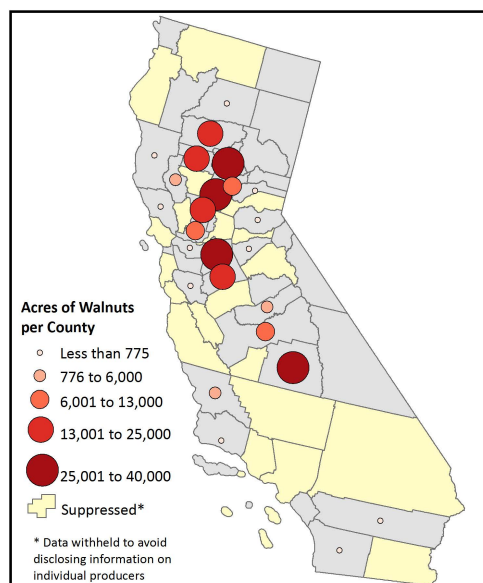 Acres of Walnuts
per County
Less than 775
776 to 6,000
6,001 to 13,000
13,001 to 25,000
25,001 to 40,000
Suppressed*
* Data withheld to avoid
disclosing information on
individual producers